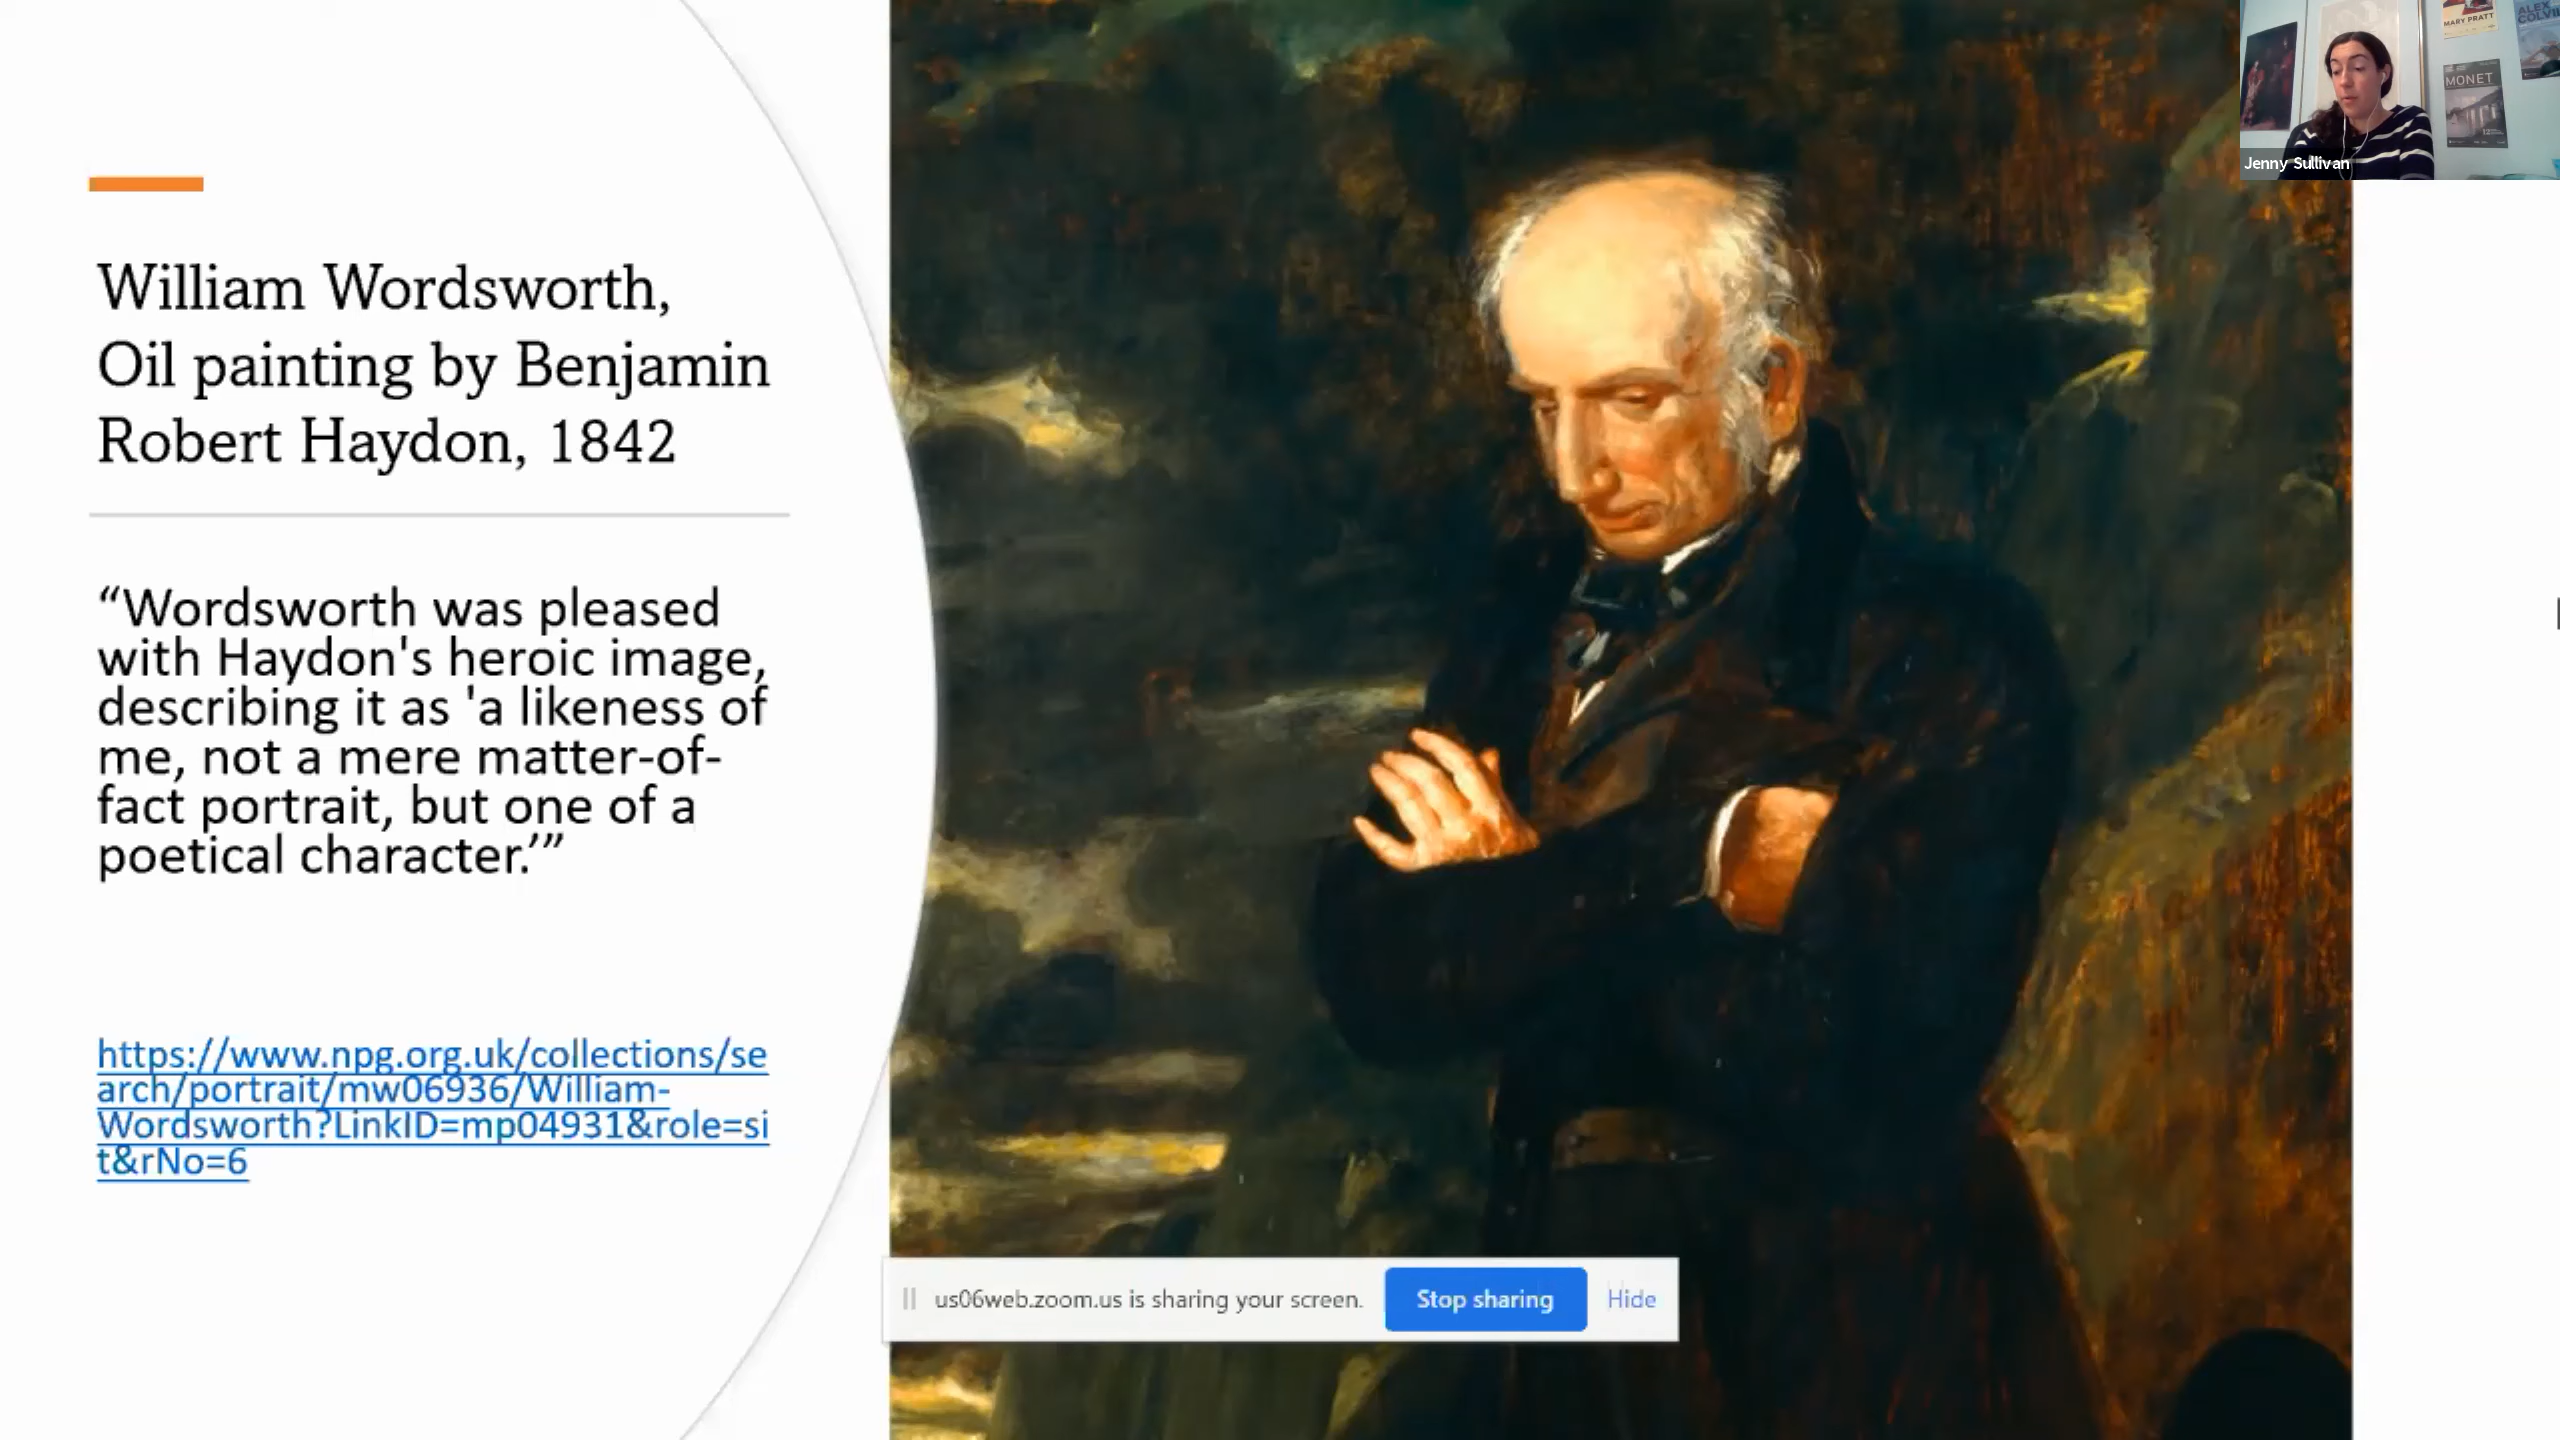 William Wordsworth,
Oil painting by Benjamin
Robert Haydon, 1842
“Wordsworth was pleased
with Haydon's heroic image,
describing it as 'a likeness of
me, not a mere matter-of-
fact portrait, but one of a
poetical character.’”
https://www.npg.org.uk/collections/se
arch/portrait/mw06936/William-
Wordsworth?LinkID=mp04931&role=si
t&rNo=6
us06web.zoom.us is sharing your screen. Stop sharing Hide
MARY PRATT
ALEX
MONET
Jenny Sullivan